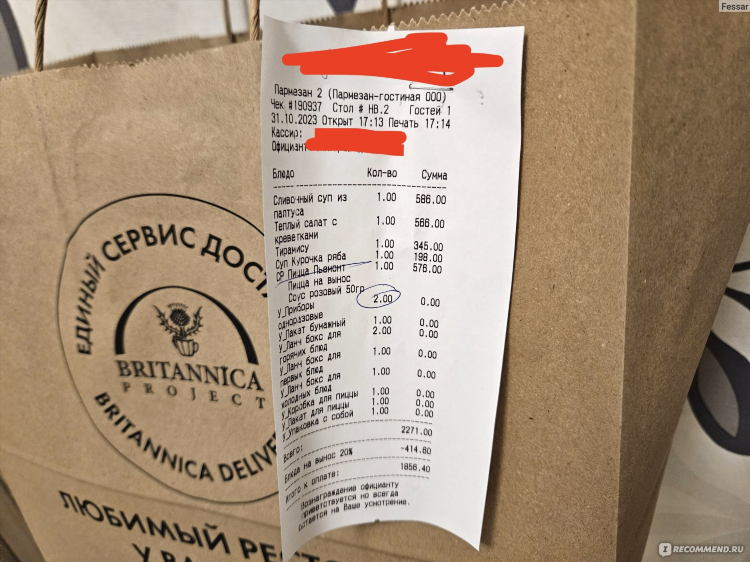 Fessar
Пармезан 2 (Пармезан-гостиная ООО)
Чек #190937 Стол # НВ.2 Гостей 1
31.10.2023 Открыт 17:13 Печать 17:14
Кассир:
Официант
Блюдо Кол-во Сумма
Сливочный суп из 1.00 586.00
палтуса
Теплый салат с 1.00 566.00
креветками
Тирамису 1.00 345.00
Суп Курочка ряба 1.00 198.00
СР Пицца Пьемонт 1.00 576.00
Пицца на вынос
Соус розовый 50гр
у_Приборы 2.00 0.00
одноразовые
у_Пакет бумажный 1.00 0.00
у_Ланч бокс для 2.00 0.00
горячих блюд
у_Ланч бокс для 1.00 0.00
первых блюд
у_Ланч бокс для 1.00 0.00
холодных блюд
у_Коробка для пиццы 1.00 0.00
у_Пакет для пиццы 1.00 0.00
у_Упаковка с собой 1.00 0.00
Всего: 2271.00
Блюда на вынос 20% -414.60
Итого к оплате: 1856.40
Вознаграждение официанту
приветствуется но всегда
остается на Ваше усмотрение.
ЕДИНЫЙ СЕРВИС ДОСТ
BRITANNICA
PROJECT
BRITANNICA DELIVE
ЛЮБИМЫЙ РЕСТО
У ВА
IRECOMMEND.RU